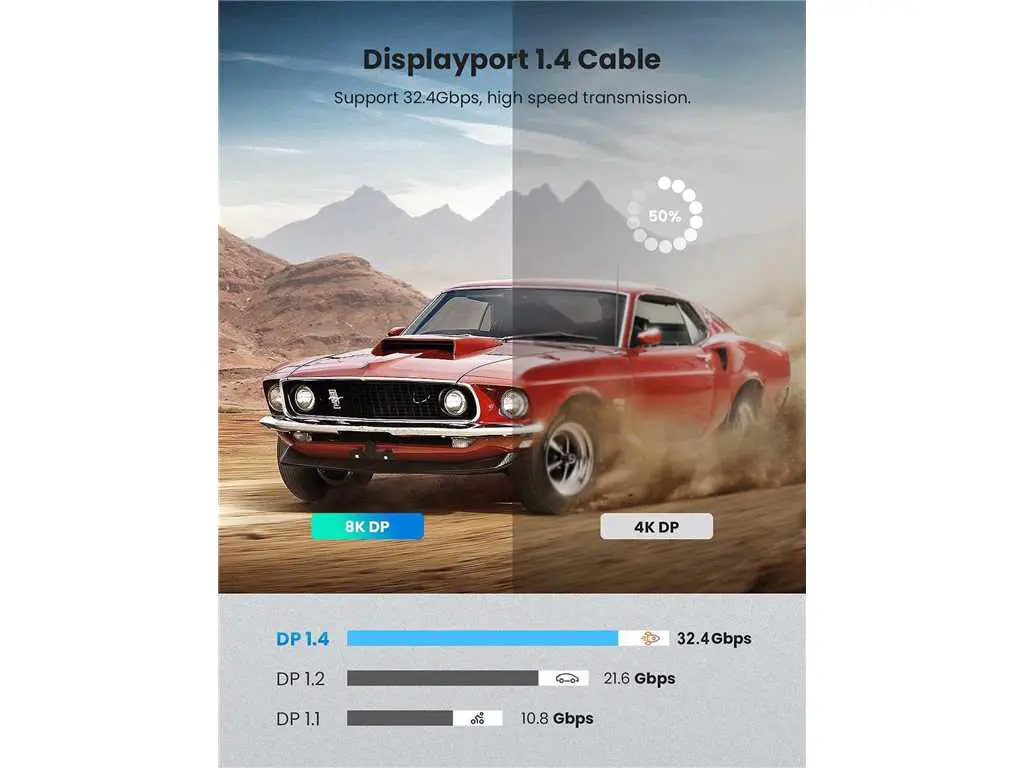 Displayport 1.4 Cable
Support 32.4Gbps, high speed transmission.
50%
8K DP
4K DP
DP 1.4 32.4Gbps
DP 1.2 21.6 Gbps
DP 1.1 10.8 Gbps